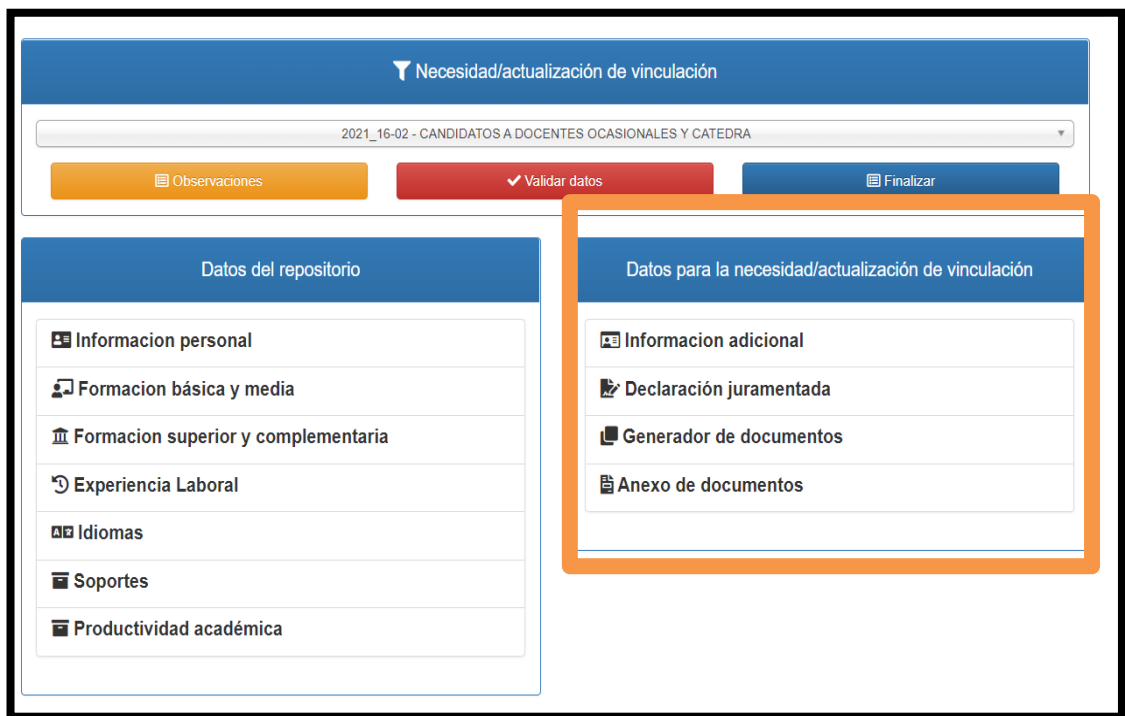 Necesidad/actualización de vinculación
2021_16-02 - CANDIDATOS A DOCENTES OCASIONALES Y CATEDRA
Observaciones
Validar datos
Finalizar
Datos del repositorio
Informacion personal
Formacion básica y media
Formacion superior y complementaria
Experiencia Laboral
Idiomas
Soportes
Productividad académica
Datos para la necesidad/actualización de vinculación
Informacion adicional
Declaración juramentada
Generador de documentos
Anexo de documentos